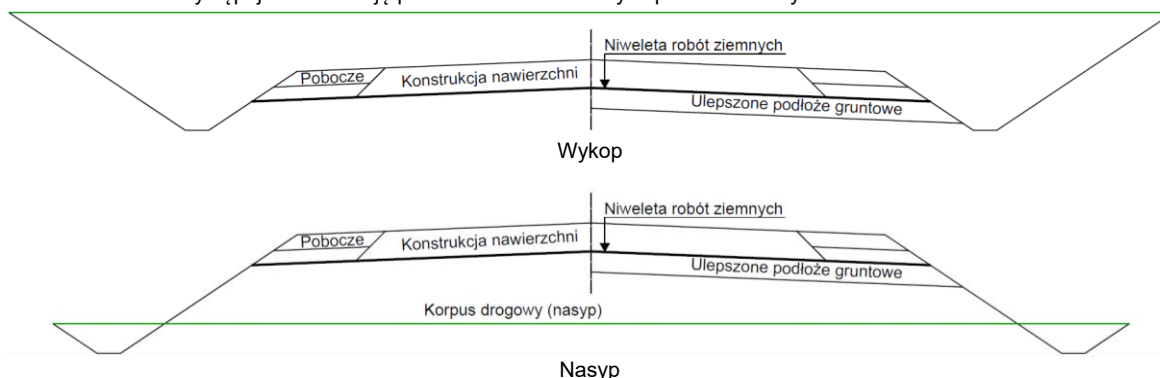 Niweleta robót ziemnych
Pobocze
Konstrukcja nawierzchni
Ulepszone podłoże gruntowe
Wykop
Niweleta robót ziemnych
Pobocze
Konstrukcja nawierzchni
Ulepszone podłoże gruntowe
Korpus drogowy (nasyp)
Nasyp